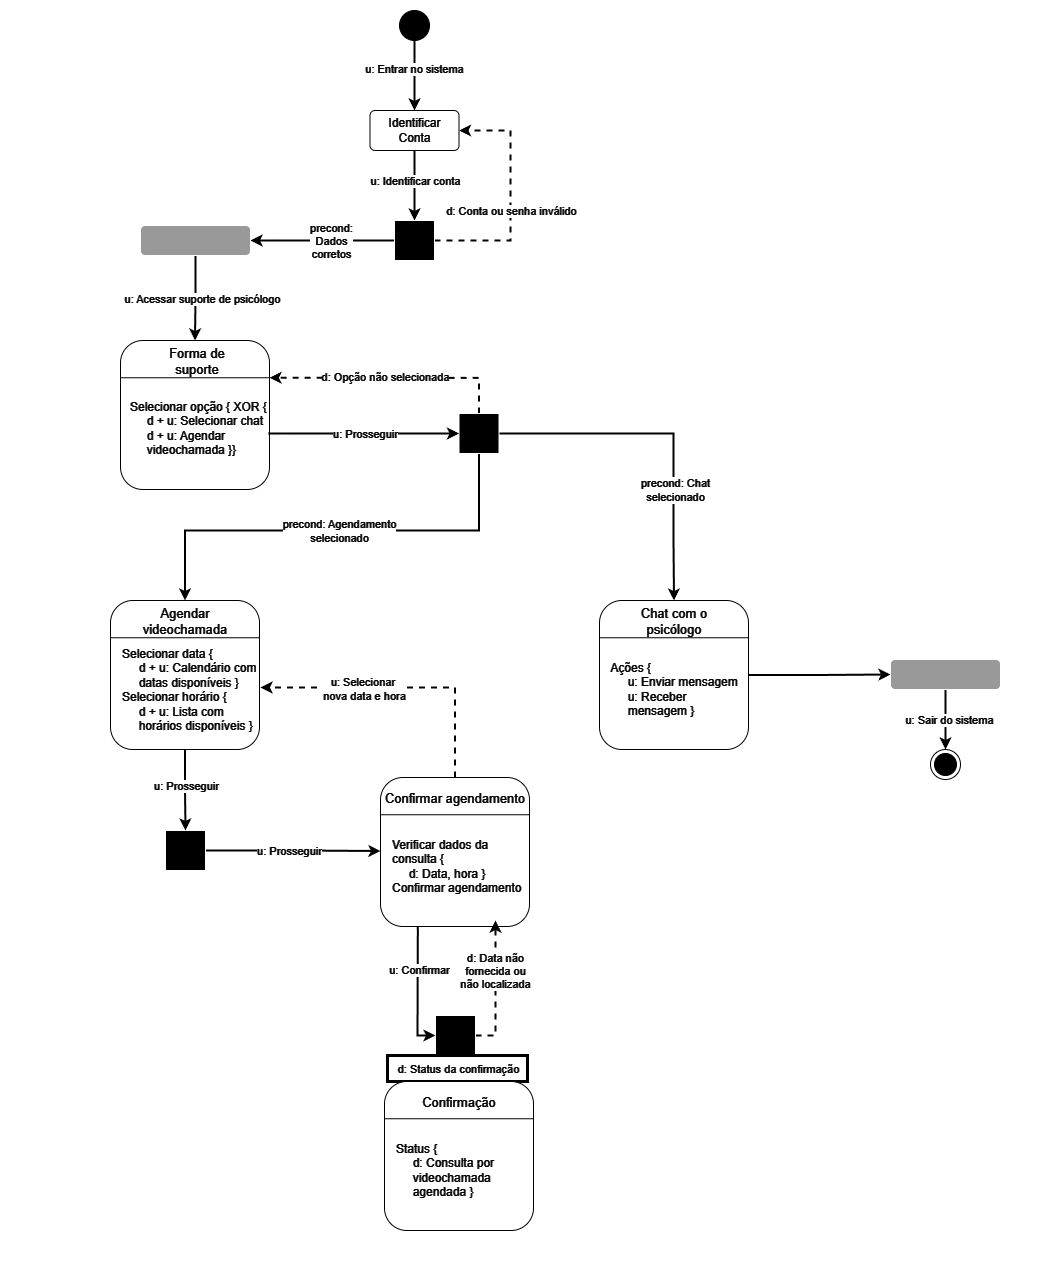 u: Entrar no sistema
Identificar
Conta
u: Identificar conta
d: Conta ou senha inválido
precond:
Dados
corretos
u: Acessar suporte de psicólogo
Forma de
suporte
Selecionar opção { XOR {
d + u: Selecionar chat
d + u: Agendar
videochamada }}
d: Opção não selecionada
u: Prosseguir
precond: Chat
selecionado
precond: Agendamento
selecionado
Agendar
videochamada
Selecionar data {
d + u: Calendário com
datas disponíveis }
Selecionar horário {
d + u: Lista com
horários disponíveis }
Chat com o
psicólogo
Ações {
u: Enviar mensagem
u: Receber
mensagem }
u: Sair do sistema
u: Selecionar
nova data e hora
u: Prosseguir
u: Prosseguir
Confirmar agendamento
Verificar dados da
consulta {
d: Data, hora }
Confirmar agendamento
u: Confirmar
d: Data não
fornecida ou
não localizada
d: Status da confirmação
Confirmação
Status {
d: Consulta por
videochamada
agendada }